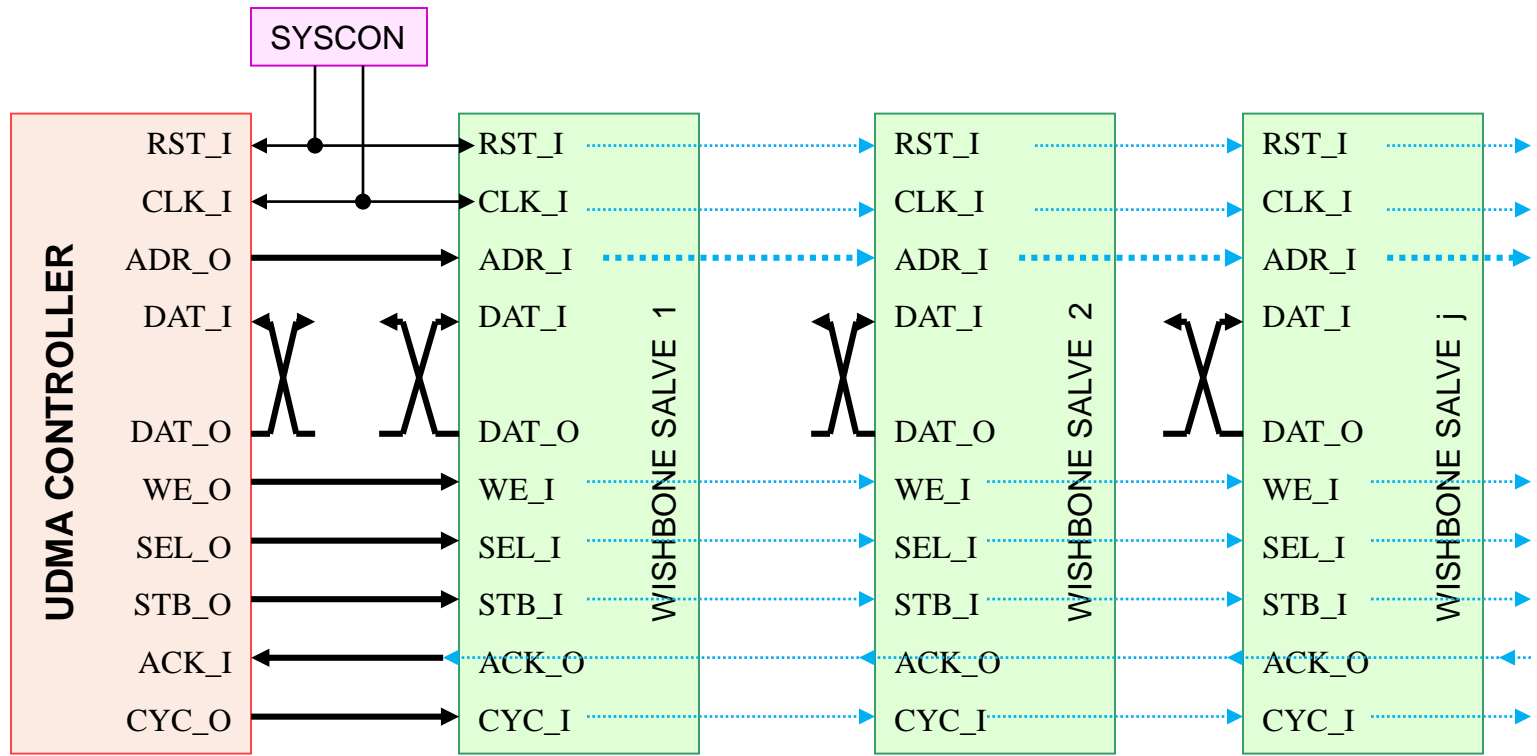 SYSCON
UDMA CONTROLLER
RST_I
CLK_I
ADR_O
DAT_I
DAT_O
WE_O
SEL_O
STB_O
ACK_I
CYC_O
RST_I
CLK_I
ADR_I
DAT_I
DAT_O
WE_I
SEL_I
STB_I
ACK_O
CYC_I
WISHBONE SALVE 1
RST_I
CLK_I
ADR_I
DAT_I
DAT_O
WE_I
SEL_I
STB_I
ACK_O
CYC_I
WISHBONE SALVE 2
RST_I
CLK_I
ADR_I
DAT_I
DAT_O
WE_I
SEL_I
STB_I
ACK_O
CYC_I
WISHBONE SALVE j